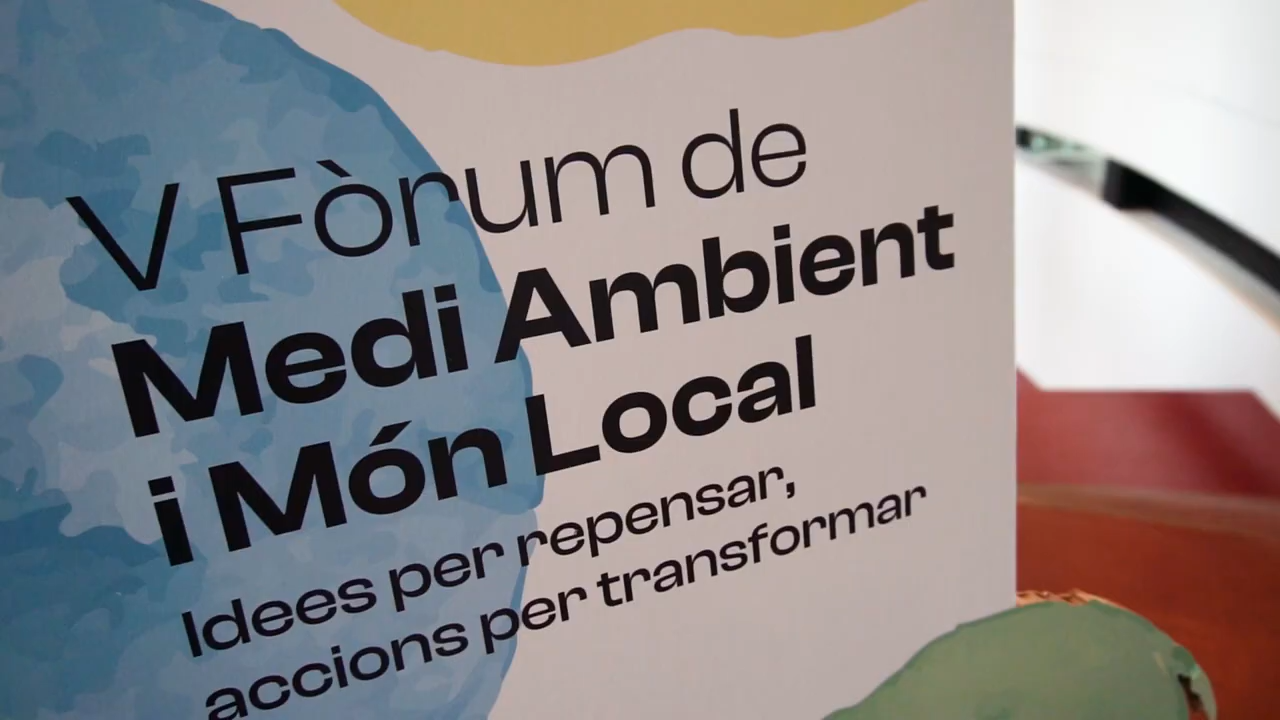 V Fòrum de
Medi Ambient
i Món Local
Idees per repensar,
accions per transformar